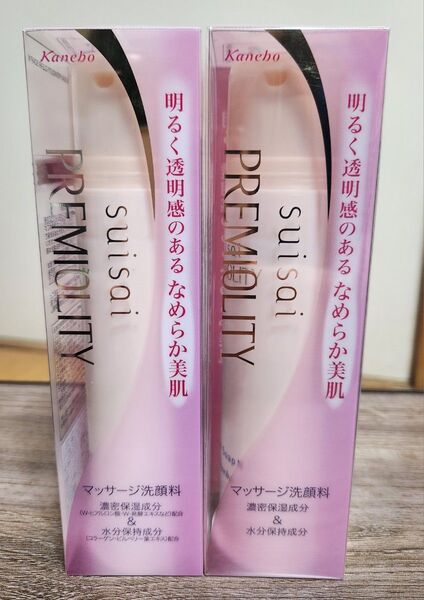 Kanebo
suisai
PREMIOLITY
明るく透明感のある なめらか美肌
マッサージ洗顔料
濃密保湿成分
(W-ヒアルロン酸・W-発酵エキスなど)配合
&
水分保持成分
(コラーゲン・ビルベリー葉エキス)配合
Kanebo
suisai
PREMIOLITY
明るく透明感のある なめらか美肌
マッサージ洗顔料
濃密保湿成分
&
水分保持成分